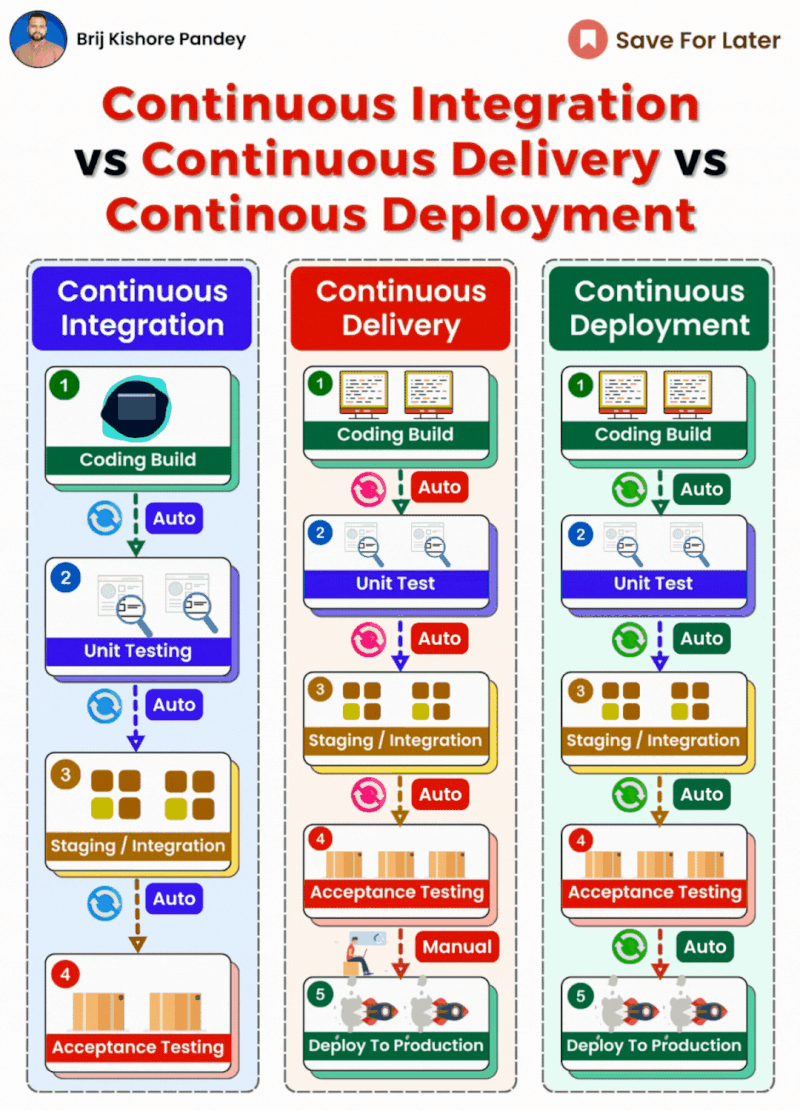 Brij Kishore Pandey
Save For Later
Continuous Integration
vs Continuous Delivery vs
Continous Deployment
Continuous
Integration
1
Coding Build
Auto
2
Unit Testing
Auto
3
Staging / Integration
Auto
4
Acceptance Testing
Continuous
Delivery
1
Coding Build
Auto
2
Unit Test
Auto
3
Staging / Integration
Auto
4
Acceptance Testing
Manual
5
Deploy To Production
Continuous
Deployment
1
Coding Build
Auto
2
Unit Test
Auto
3
Staging / Integration
Auto
4
Acceptance Testing
Auto
5
Deploy To Production